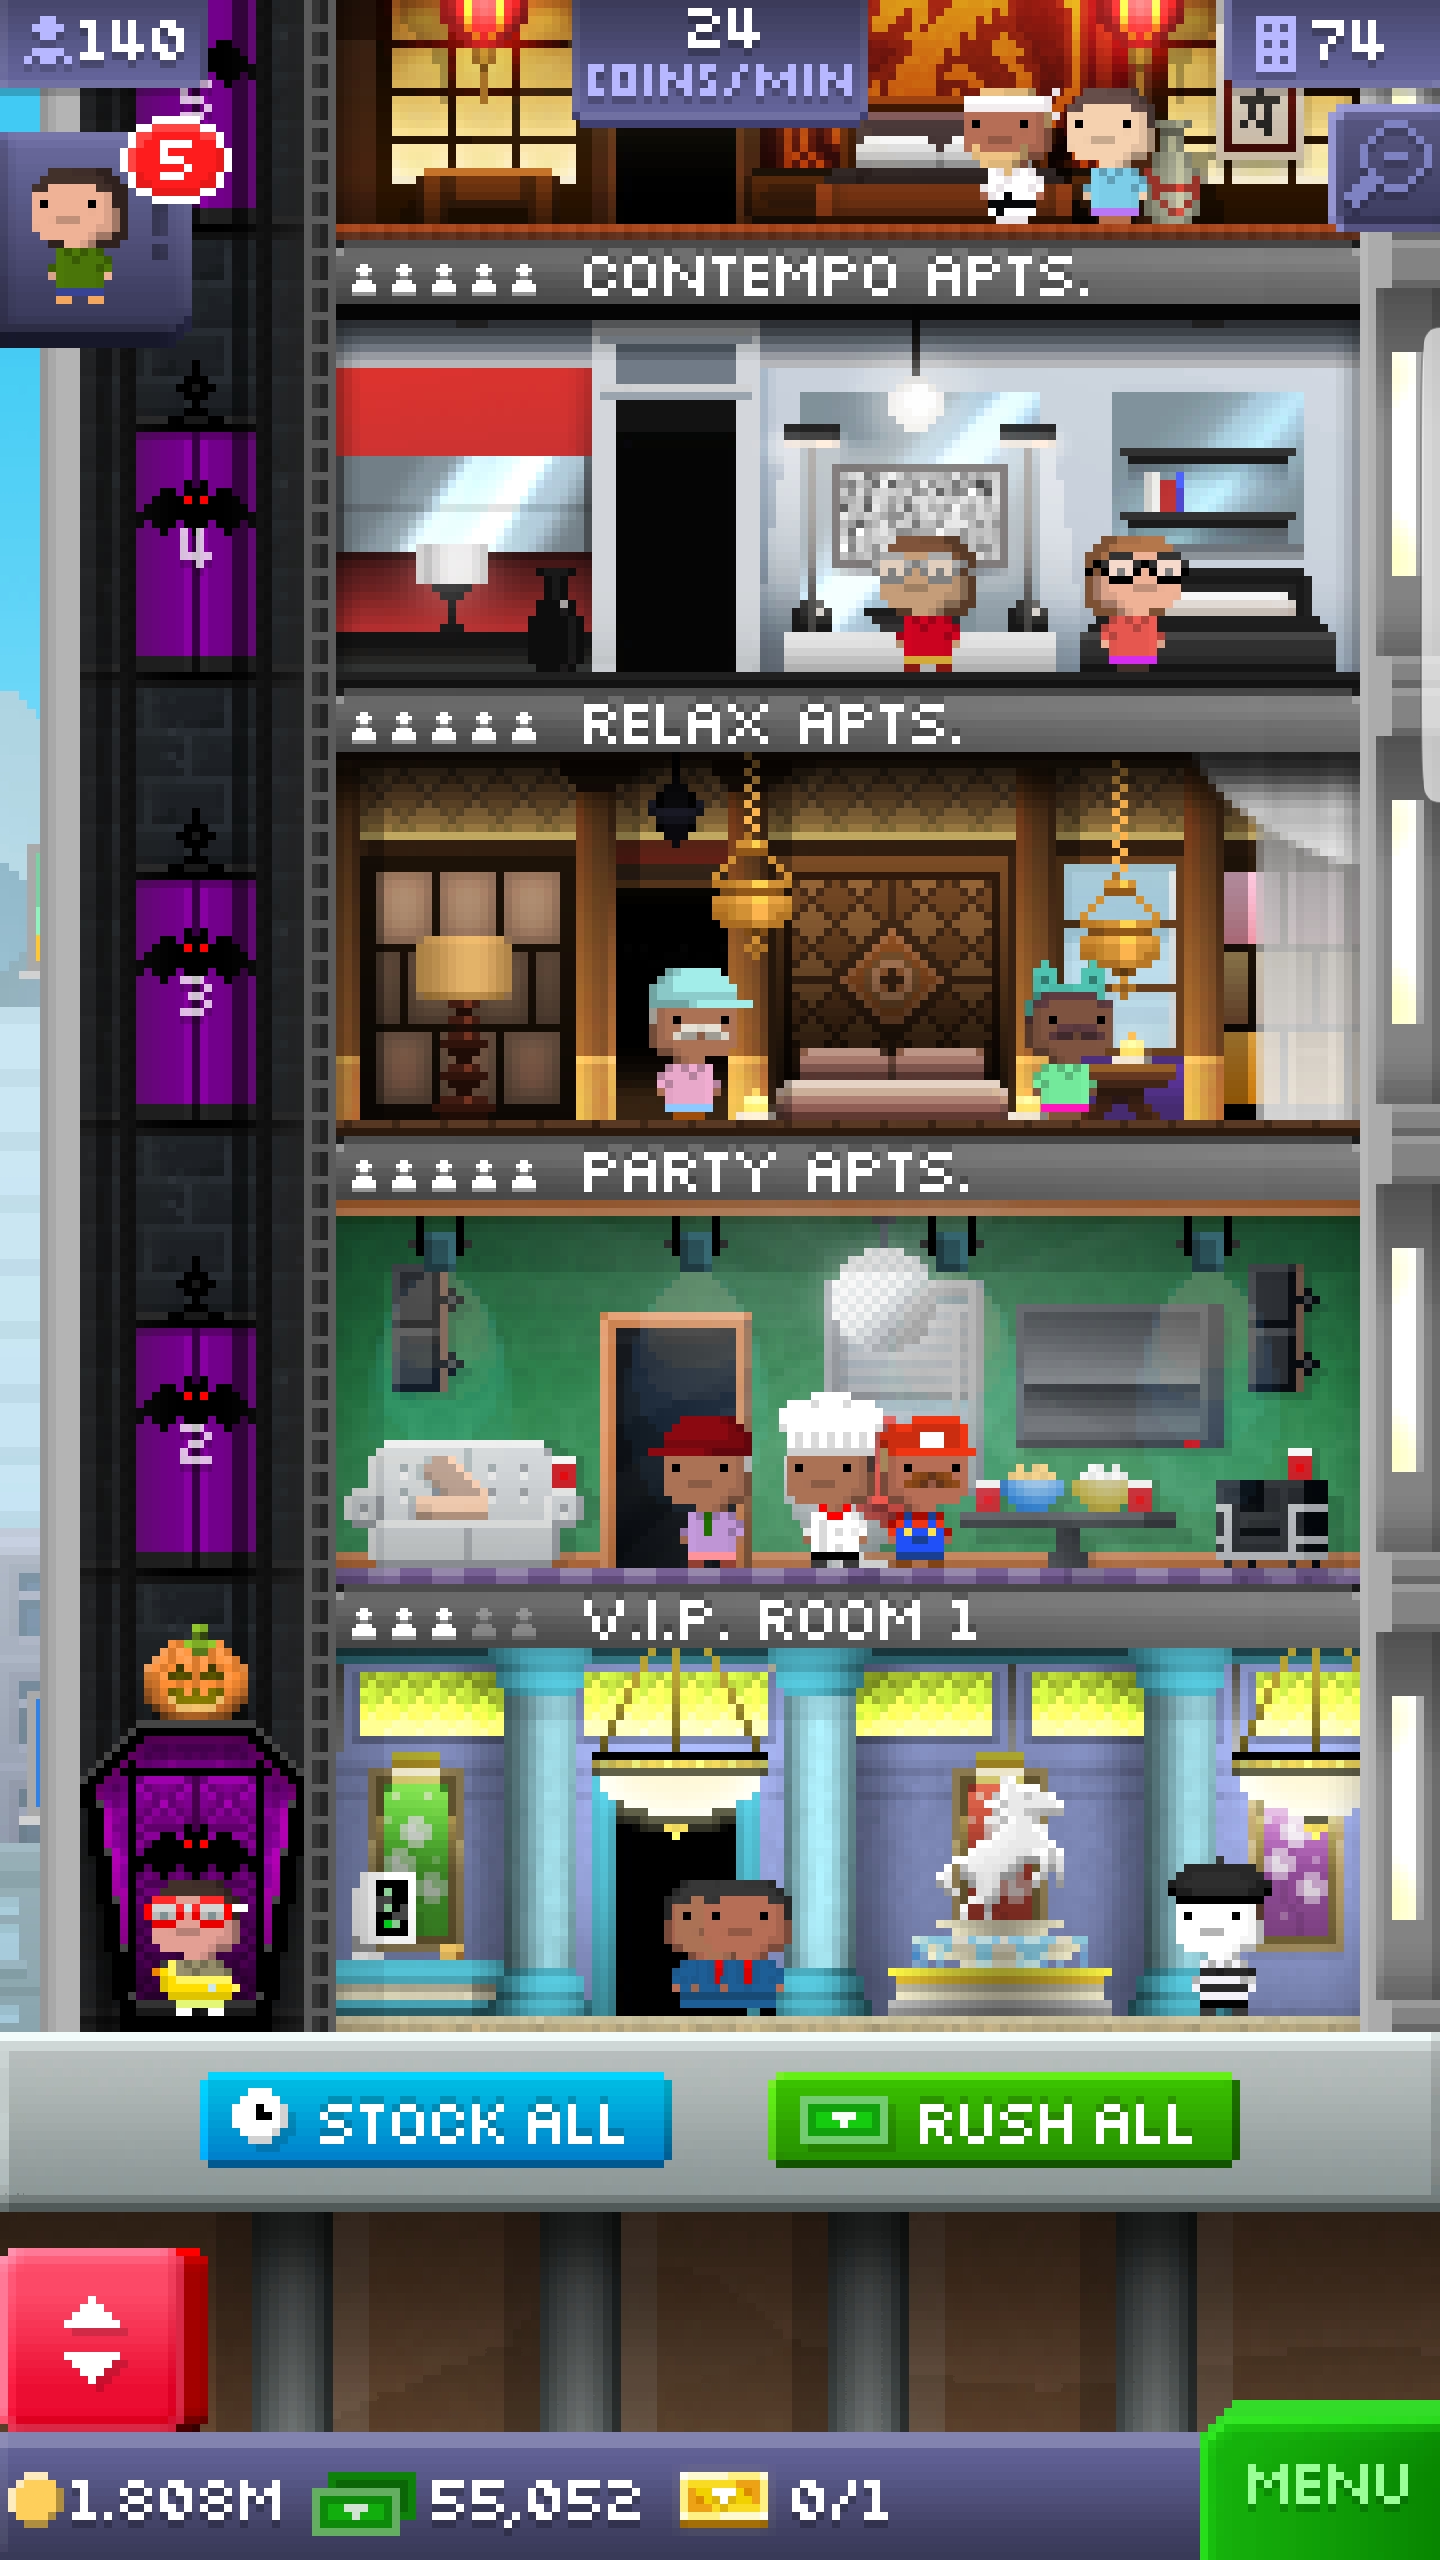 140
24
COINS/MIN
74
5
5
CONTEMPO APTS.
4
RELAX APTS.
3
PARTY APTS.
2
V.I.P. ROOM 1
STOCK ALL
RUSH ALL
1.808M
55,052
0/1
MENU